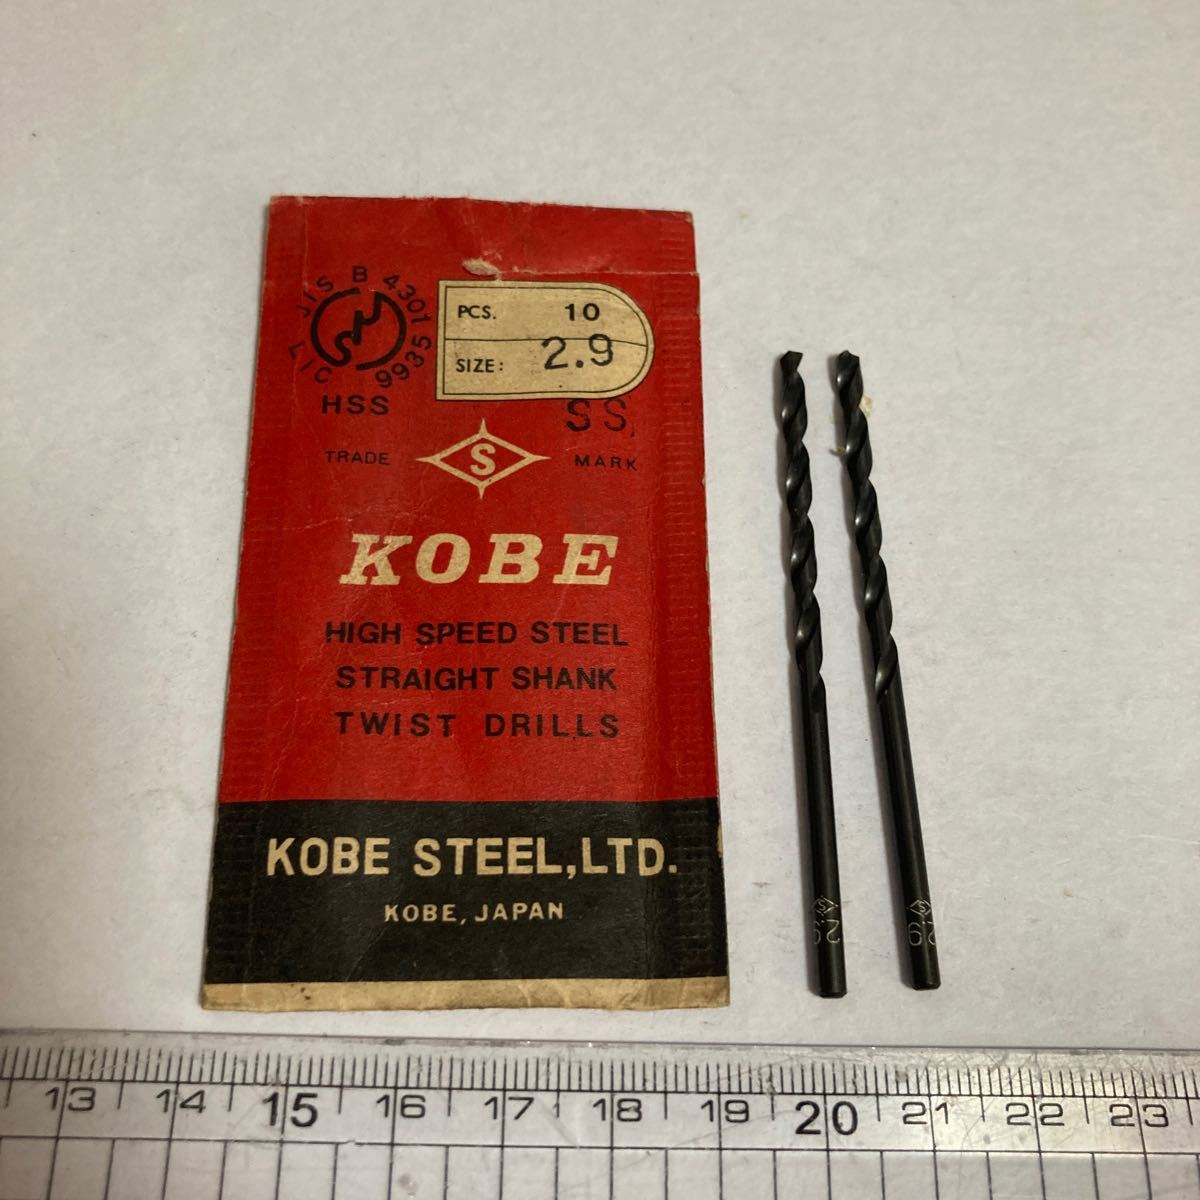 JIS B 4301
LIC 9935
PCS. 10
SIZE: 2.9
HSS
SS
TRADE S MARK
KOBE
HIGH SPEED STEEL
STRAIGHT SHANK
TWIST DRILLS
KOBE STEEL, LTD.
KOBE, JAPAN
S 2.9
S 2.9
13 14 15 16 17 18 19 20 21 22 23